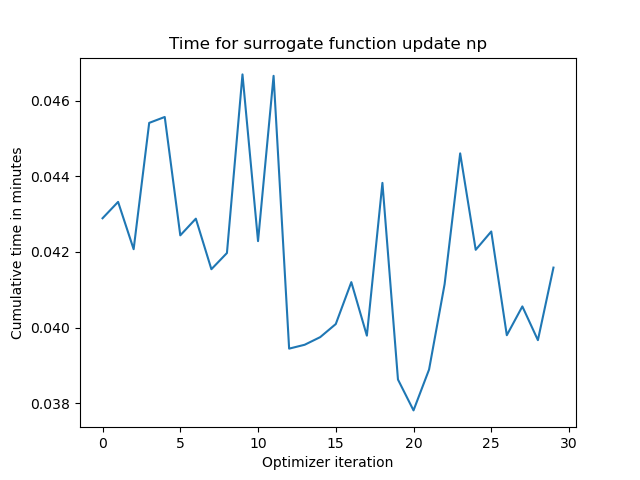 Time for surrogate function update np
Cumulative time in minutes
0.046
0.044
0.042
0.040
0.038
0 5 10 15 20 25 30
Optimizer iteration